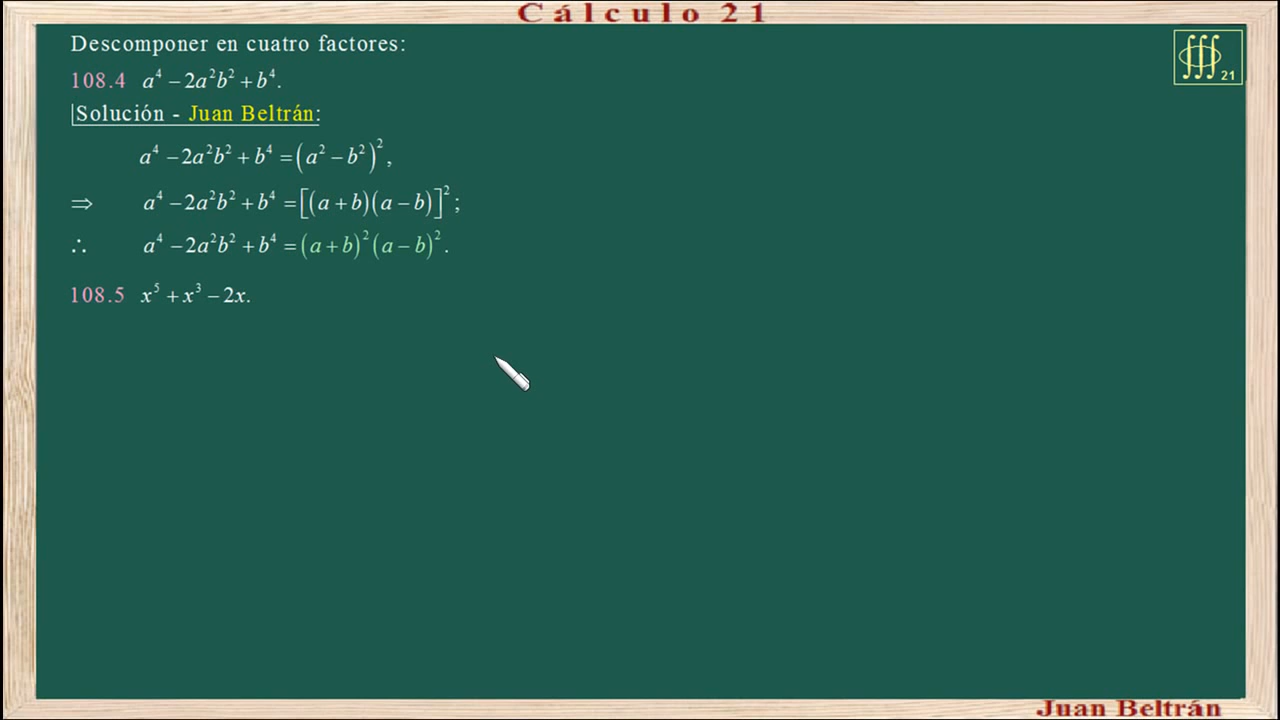 Cálculo 21
Descomponer en cuatro factores:
21
108.4 a⁴ − 2a²b² + b⁴.
Solución - Juan Beltrán:
a⁴ − 2a²b² + b⁴ = (a² − b²)²,
⇒ a⁴ − 2a²b² + b⁴ = [(a + b)(a − b)]²;
∴ a⁴ − 2a²b² + b⁴ = (a + b)²(a − b)².
108.5 x⁵ + x³ − 2x.
Juan Beltrán